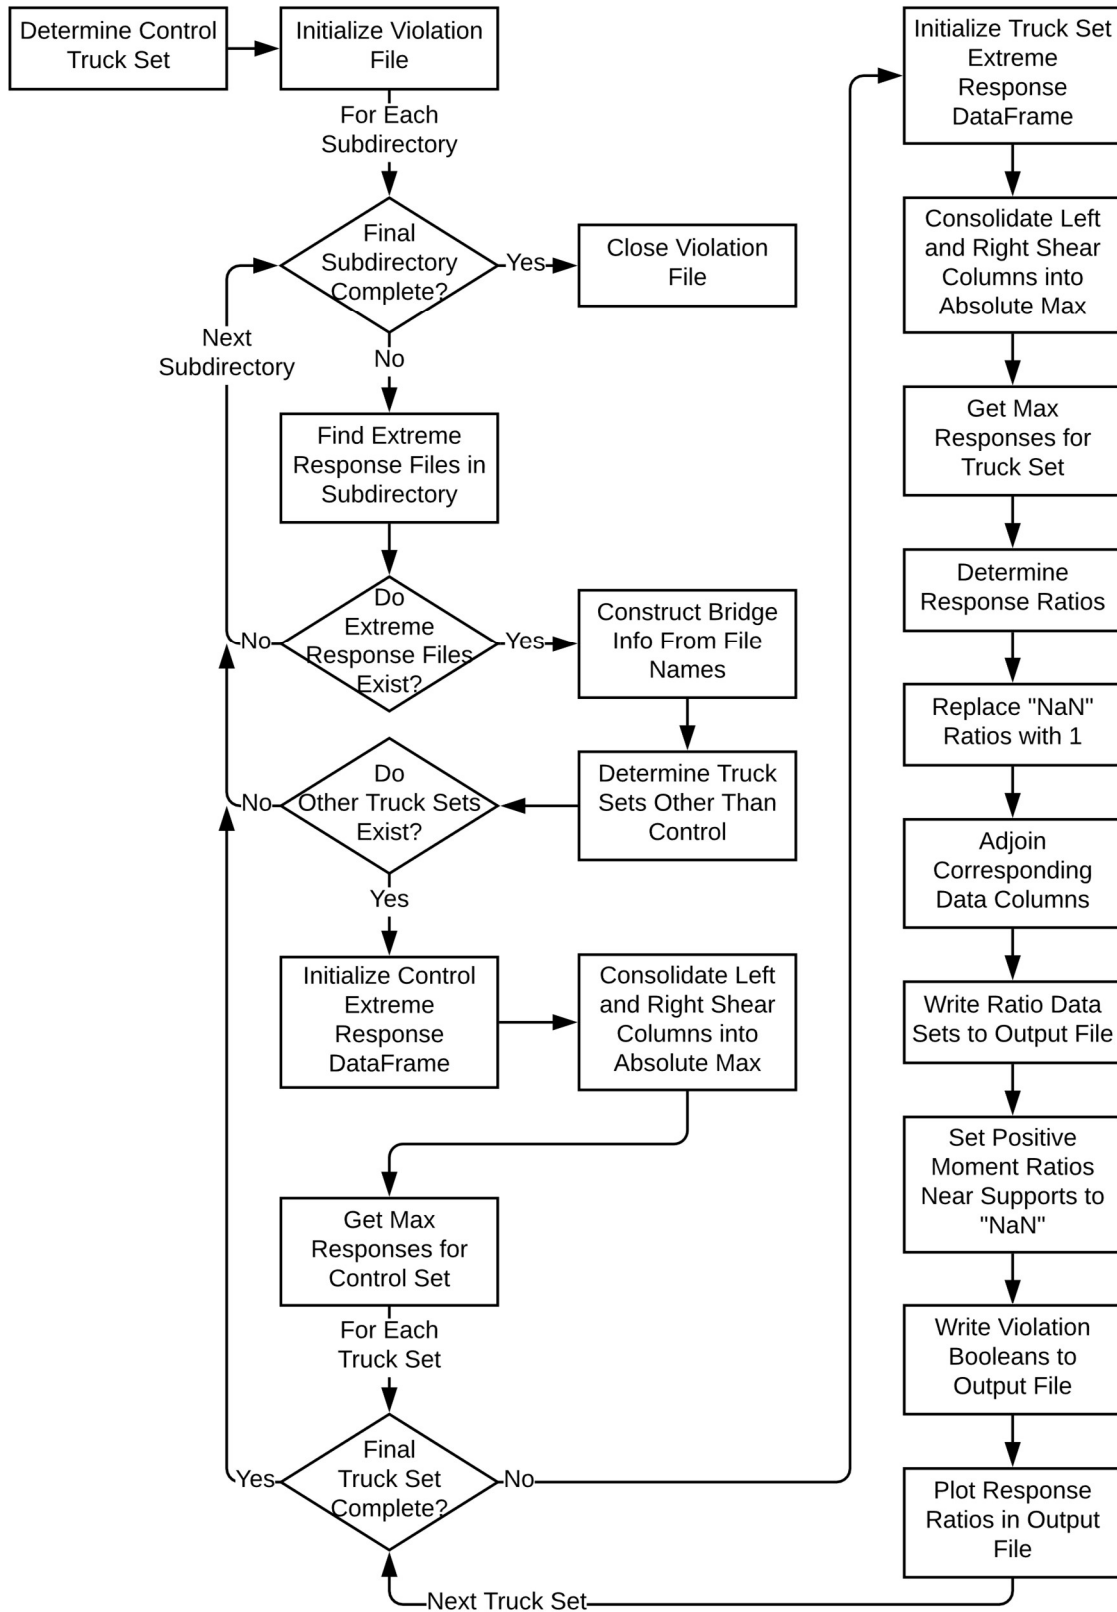 Determine Control
Truck Set
Initialize Violation
File
For Each
Subdirectory
Final
Subdirectory
Complete?
Yes
Close Violation
File
No
Next
Subdirectory
Find Extreme
Response Files in
Subdirectory
Do
Extreme
Response Files
Exist?
No
Yes
Construct Bridge
Info From File
Names
Determine Truck
Sets Other Than
Control
Do
Other Truck Sets
Exist?
No
Yes
Initialize Control
Extreme
Response
DataFrame
Consolidate Left
and Right Shear
Columns into
Absolute Max
Get Max
Responses for
Control Set
For Each
Truck Set
Final
Truck Set
Complete?
Yes
No
Initialize Truck Set
Extreme
Response
DataFrame
Consolidate Left
and Right Shear
Columns into
Absolute Max
Get Max
Responses for
Truck Set
Determine
Response Ratios
Replace "NaN"
Ratios with 1
Adjoin
Corresponding
Data Columns
Write Ratio Data
Sets to Output File
Set Positive
Moment Ratios
Near Supports to
"NaN"
Write Violation
Booleans to
Output File
Plot Response
Ratios in Output
File
Next Truck Set